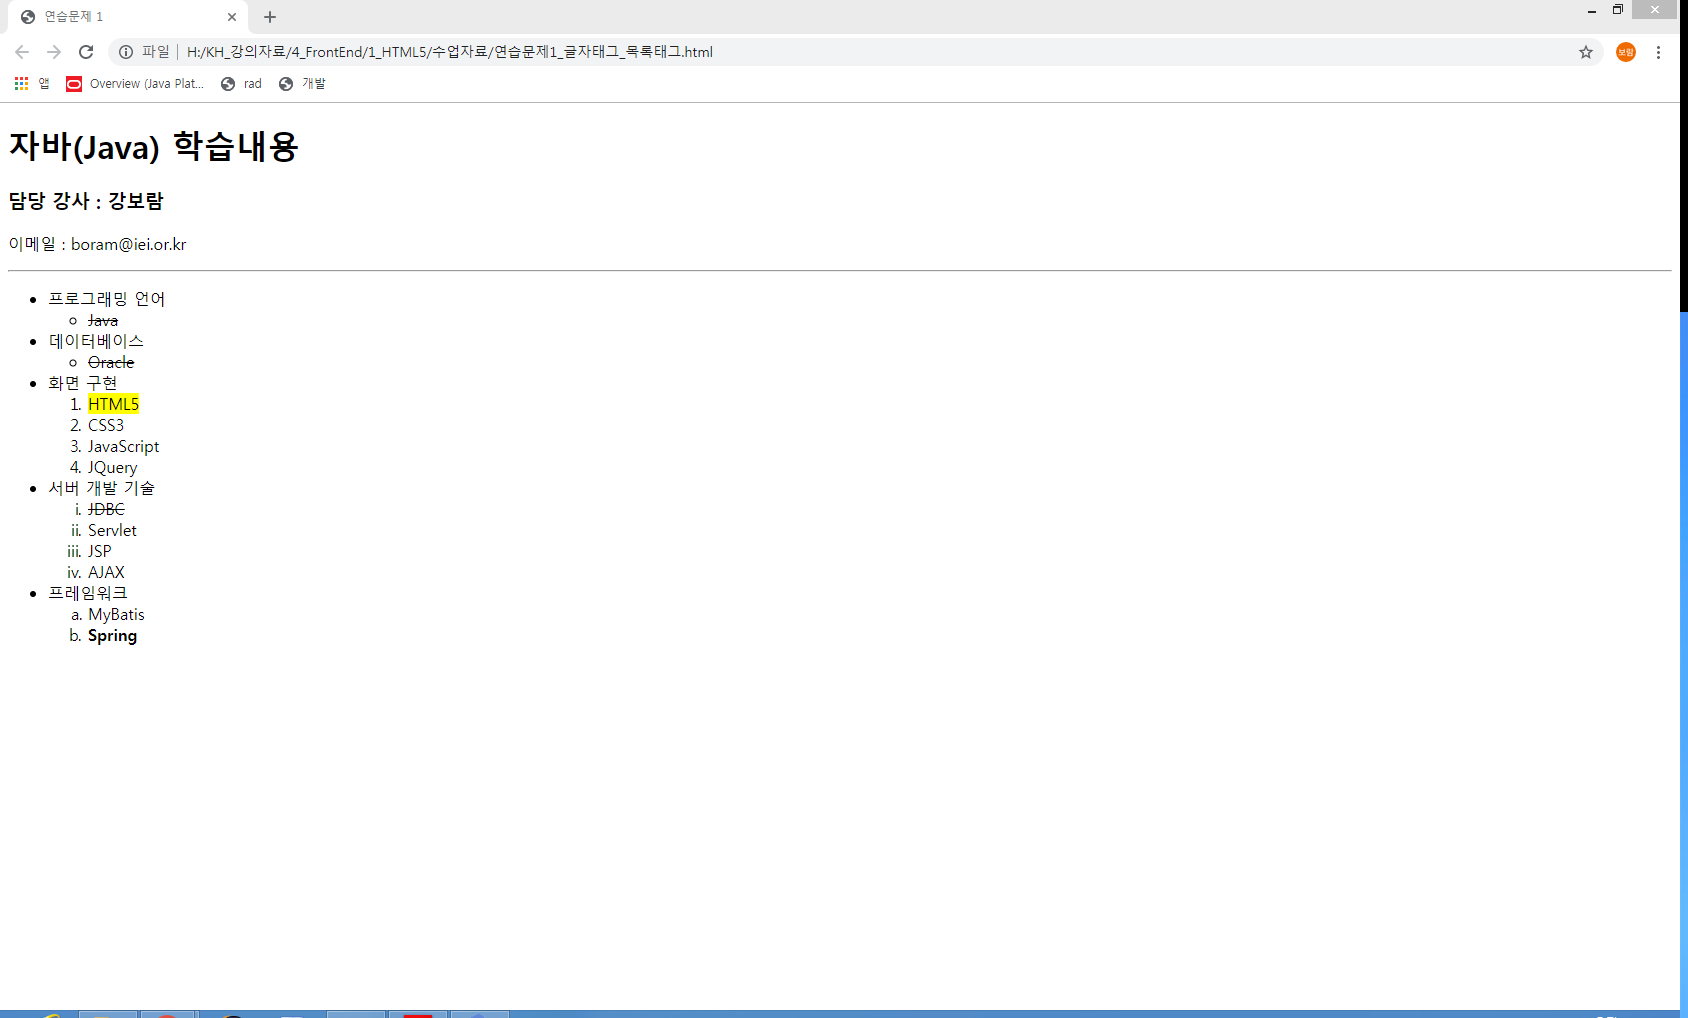 연습문제 1
파일 | H:/KH_강의자료/4_FrontEnd/1_HTML5/수업자료/연습문제1_글자태그_목록태그.html
보람
앱 Overview (Java Plat... rad 개발
자바(Java) 학습내용
담당 강사 : 강보람
이메일 : boram@iei.or.kr
• 프로그래밍 언어
○ Java
• 데이터베이스
○ Oracle
• 화면 구현
1. HTML5
2. CSS3
3. JavaScript
4. JQuery
• 서버 개발 기술
i. JDBC
ii. Servlet
iii. JSP
iv. AJAX
• 프레임워크
a. MyBatis
b. Spring